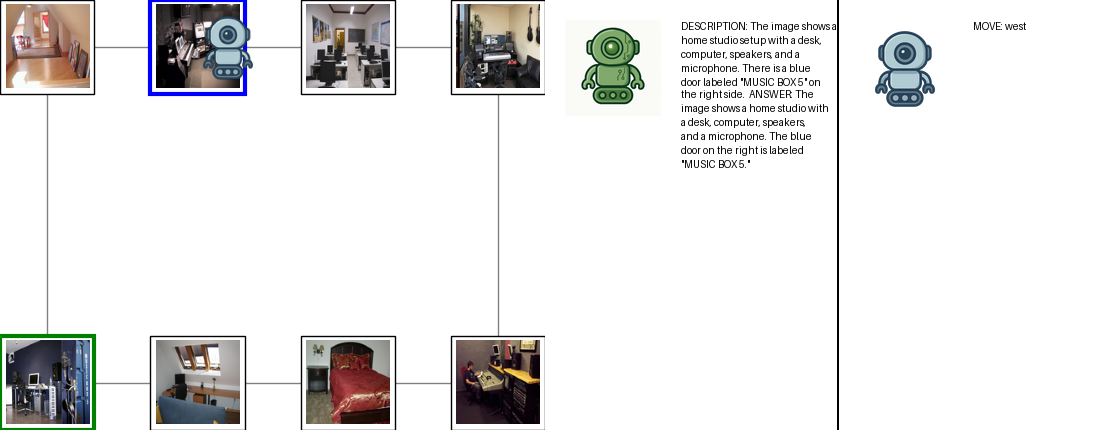 DESCRIPTION: The image shows a
home studio setup with a desk,
computer, speakers, and a
microphone. There is a blue
door labeled "MUSIC BOX 5" on
the right side. ANSWER: The
image shows a home studio with
a desk, computer, speakers,
and a microphone. The blue
door on the right is labeled
"MUSIC BOX 5."
MOVE: west